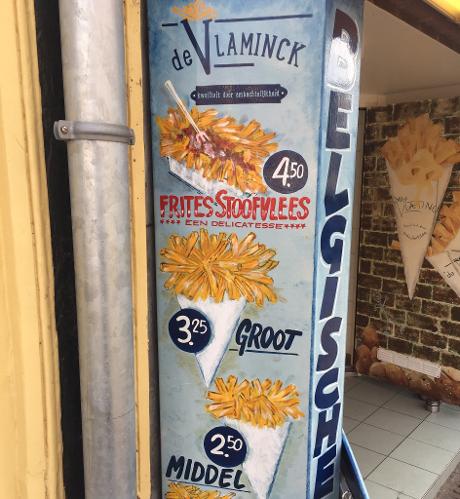 de VLAMINCK
kwaliteit door ambachtelijkheid
4.50
FRITES STOOFVLEES
EEN DELICATESSE
3.25
GROOT
2.50
MIDDEL
BELGISCHE